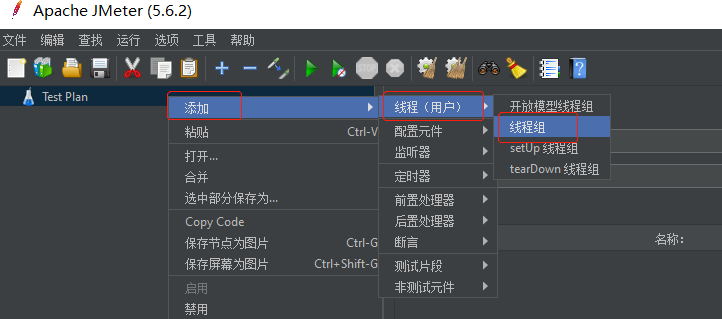 Apache JMeter (5.6.2)
文件 编辑 查找 运行 选项 工具 帮助
Test Plan
添加
粘贴 Ctrl-V
打开...
合并
选中部分保存为...
Copy Code
保存节点为图片 Ctrl-G
保存屏幕为图片 Ctrl+Shift-G
启用
禁用
线程（用户）
配置元件
监听器
定时器
前置处理器
后置处理器
断言
测试片段
非测试元件
开放模型线程组
线程组
setUp 线程组
tearDown 线程组
名称：